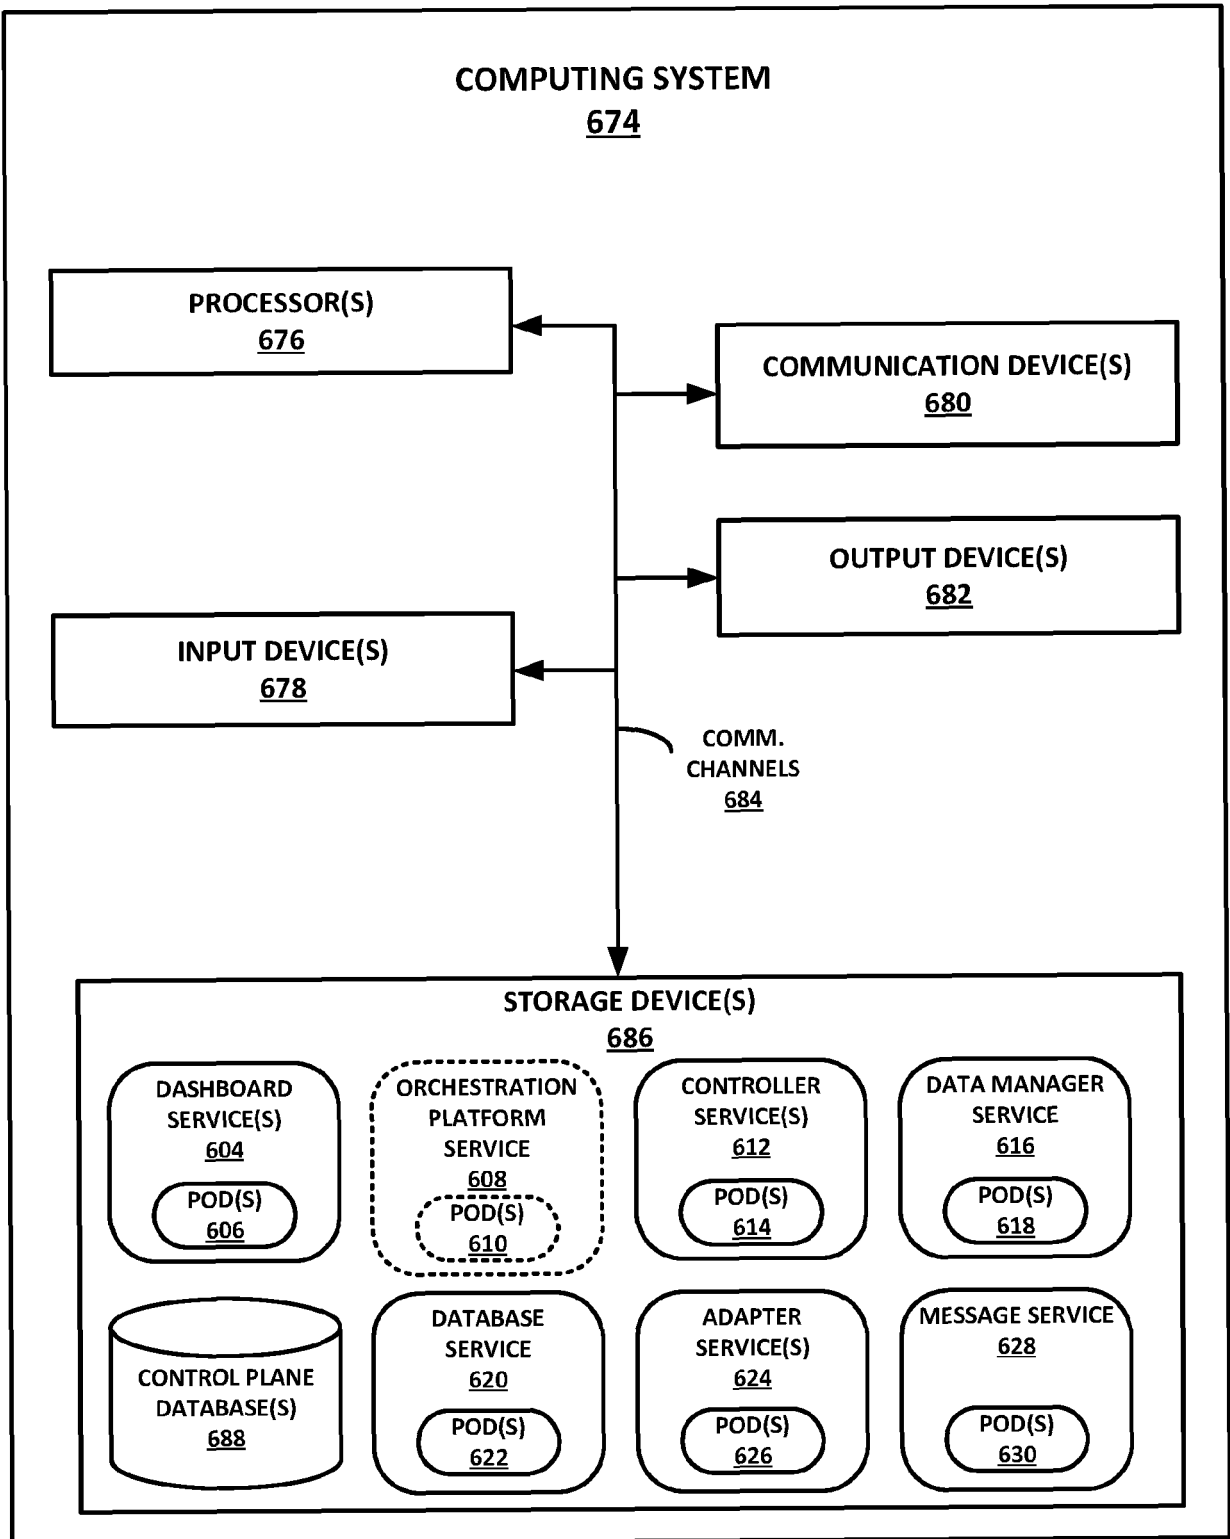 COMPUTING SYSTEM
674
PROCESSOR(S)
676
COMMUNICATION DEVICE(S)
680
OUTPUT DEVICE(S)
682
INPUT DEVICE(S)
678
COMM.
CHANNELS
684
STORAGE DEVICE(S)
686
DASHBOARD
SERVICE(S)
604
POD(S)
606
ORCHESTRATION
PLATFORM
SERVICE
608
POD(S)
610
CONTROLLER
SERVICE(S)
612
POD(S)
614
DATA MANAGER
SERVICE
616
POD(S)
618
CONTROL PLANE
DATABASE(S)
688
DATABASE
SERVICE
620
POD(S)
622
ADAPTER
SERVICE(S)
624
POD(S)
626
MESSAGE SERVICE
628
POD(S)
630